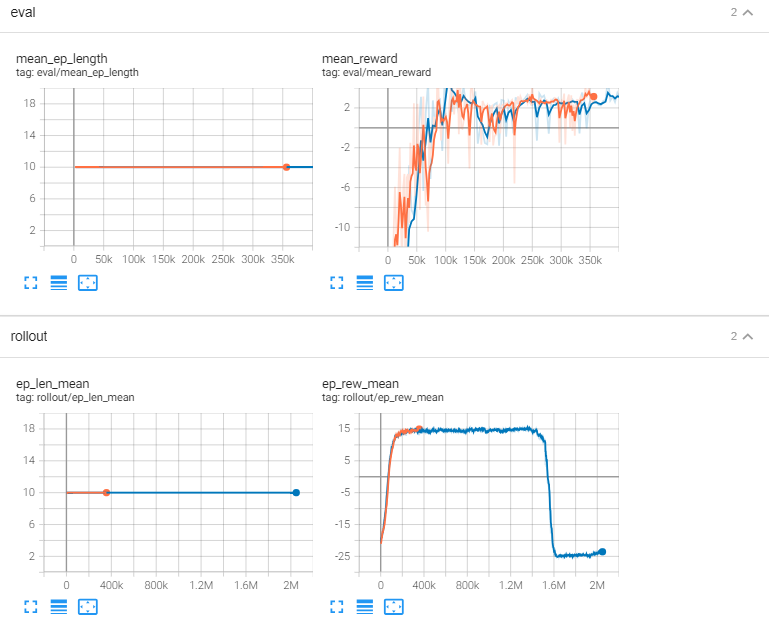 eval
2
mean_ep_length
tag: eval/mean_ep_length
18
14
10
6
2
0 50k 100k 150k 200k 250k 300k 350k
mean_reward
tag: eval/mean_reward
2
-2
-6
-10
0 50k 100k 150k 200k 250k 300k 350k
rollout
2
ep_len_mean
tag: rollout/ep_len_mean
18
14
10
6
2
0 400k 800k 1.2M 1.6M 2M
ep_rew_mean
tag: rollout/ep_rew_mean
15
5
-5
-15
-25
0 400k 800k 1.2M 1.6M 2M